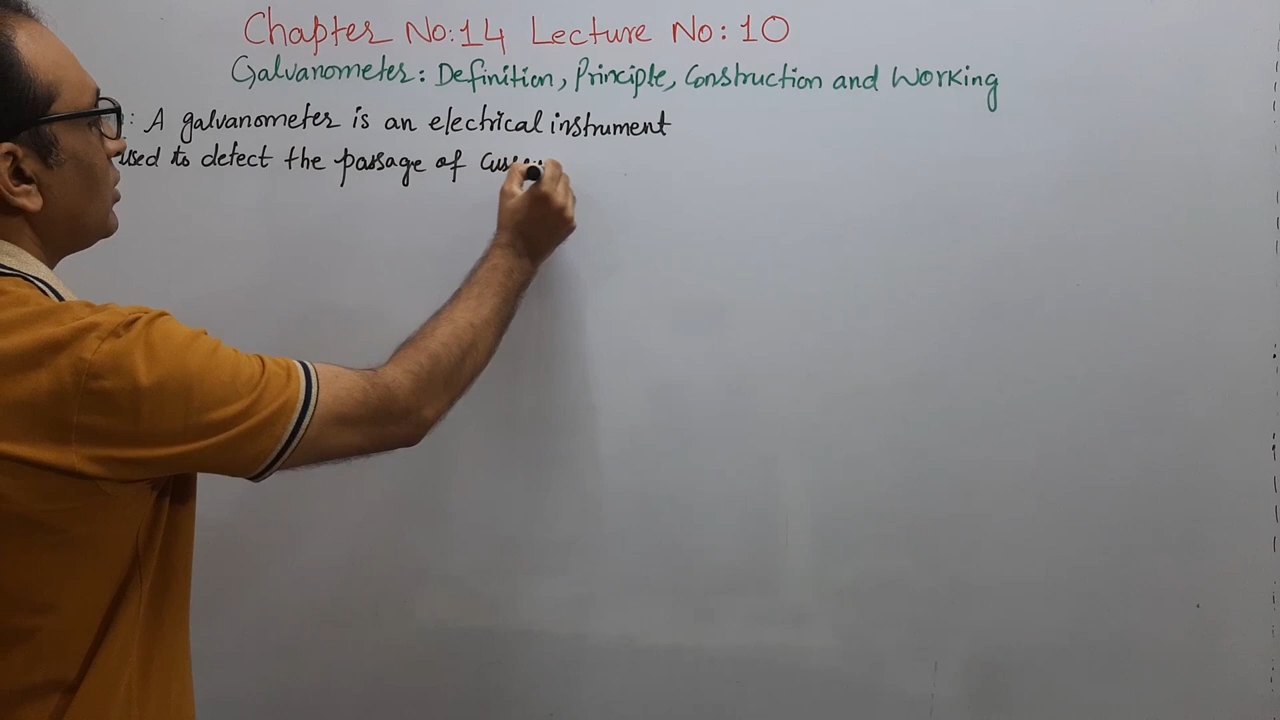 Chapter No:14 Lecture No: 10
Galvanometer: Definition, Principle, Construction and Working
: A galvanometer is an electrical instrument
used to detect the passage of